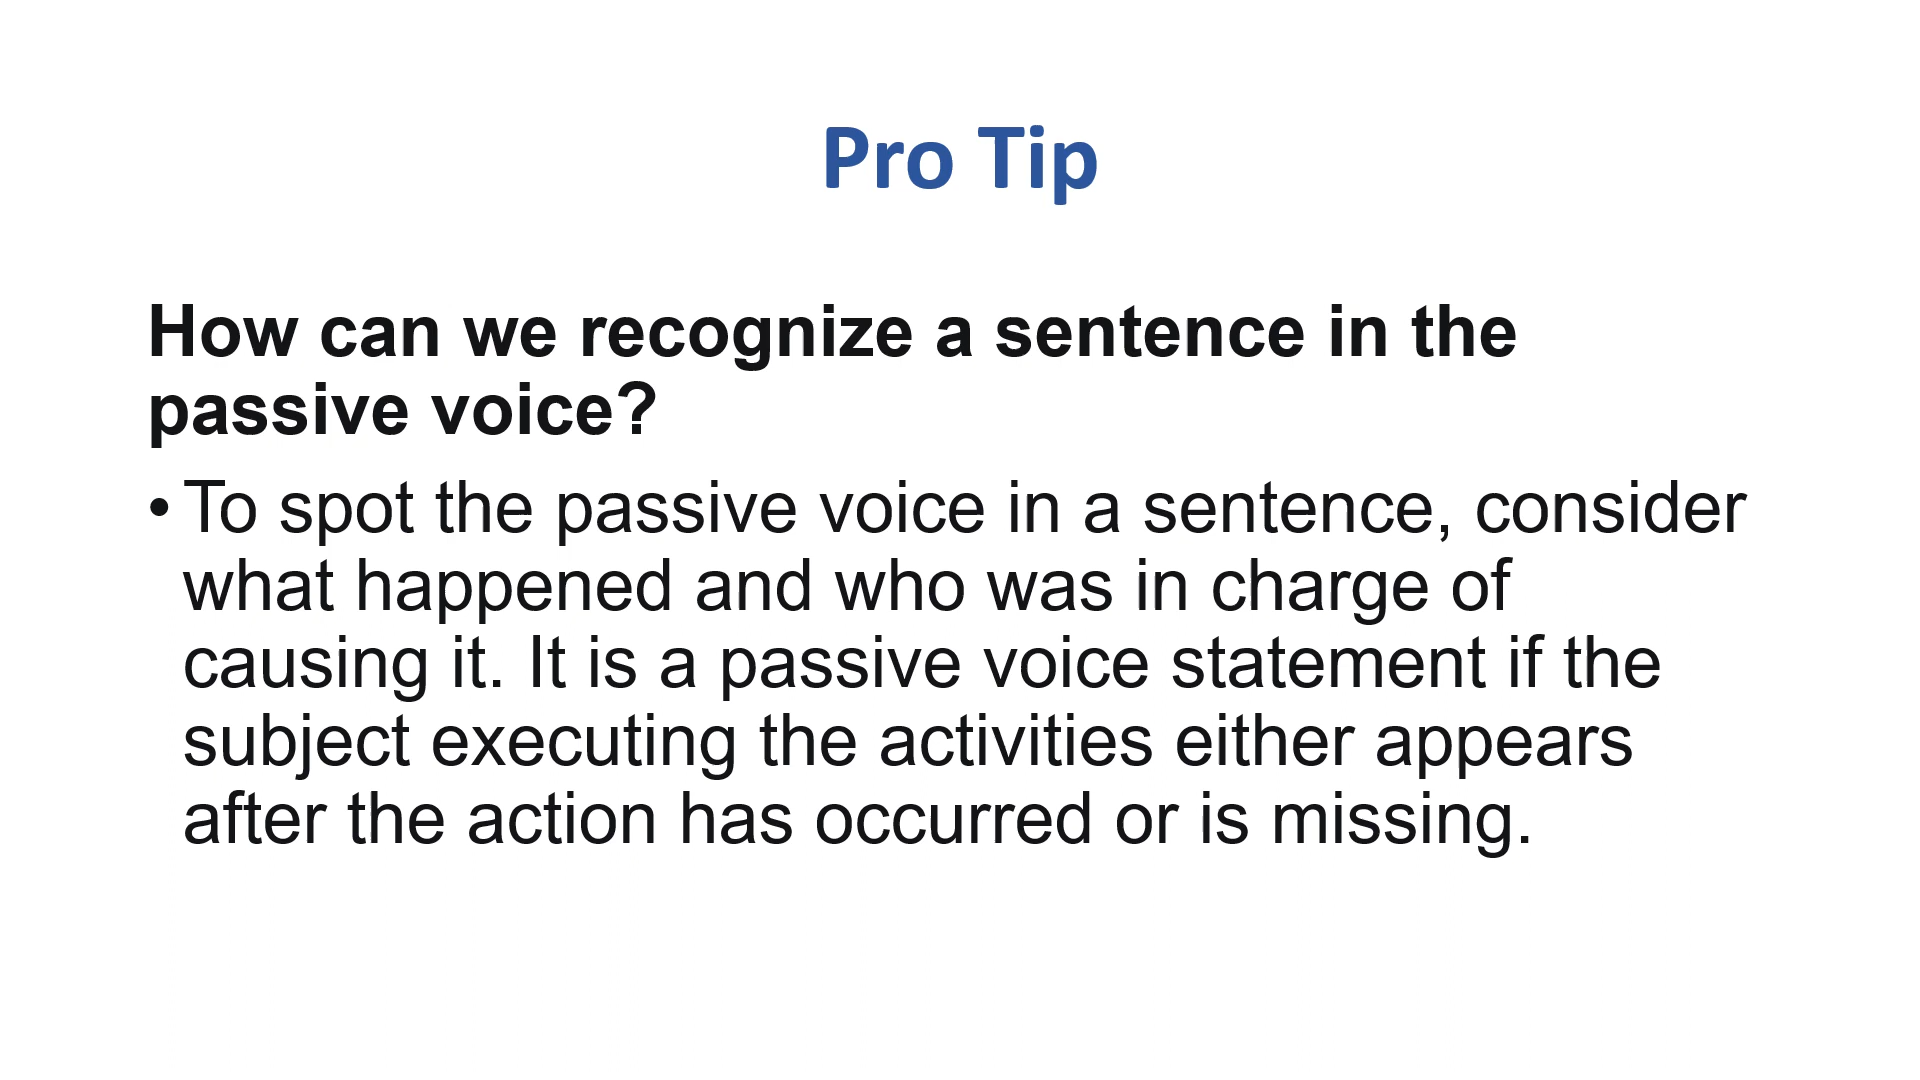 Pro Tip
How can we recognize a sentence in the
passive voice?
• To spot the passive voice in a sentence, consider
what happened and who was in charge of
causing it. It is a passive voice statement if the
subject executing the activities either appears
after the action has occurred or is missing.